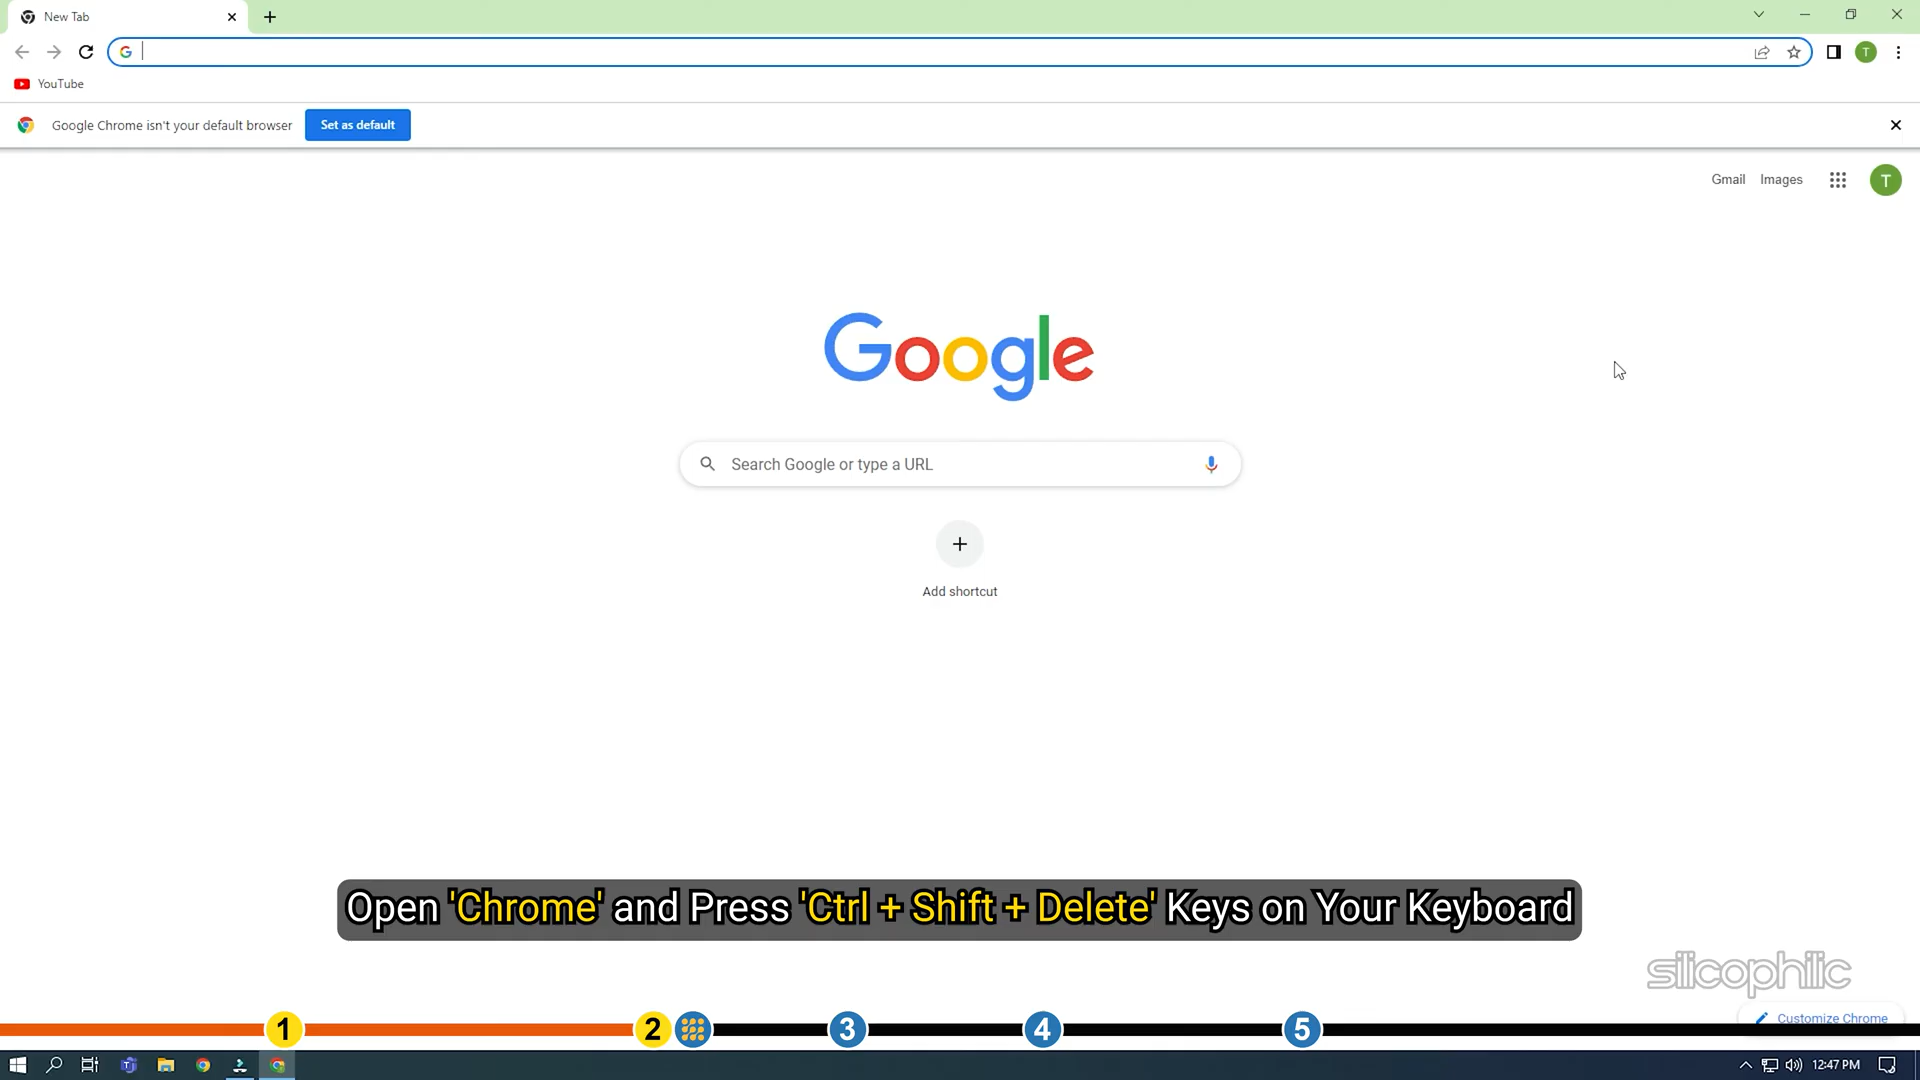 New Tab
YouTube
Google Chrome isn't your default browser
Set as default
Gmail
Images
T
T
Google
Search Google or type a URL
Add shortcut
Open 'Chrome' and Press 'Ctrl + Shift + Delete' Keys on Your Keyboard
silicophilic
Customize Chrome
1
2
3
4
5
12:47 PM